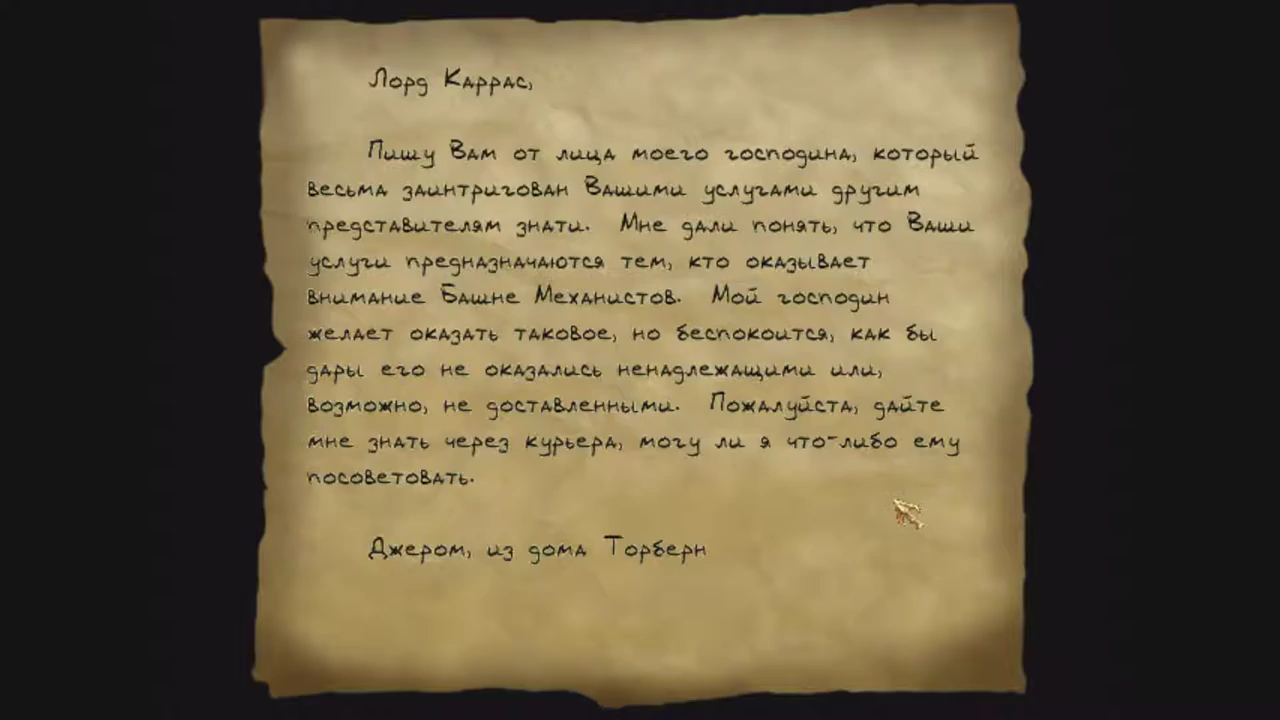 Лорд Каррас,
Пишу Вам от лица моего господина, который
весьма заинтригован Вашими услугами другим
представителям знати. Мне дали понять, что Ваши
услуги предназначаются тем, кто оказывает
внимание Башне Механистов. Мой господин
желает оказать таковое, но беспокоится, как бы
дары его не оказались ненадлежащими или,
возможно, не доставленными. Пожалуйста, дайте
мне знать через курьера, могу ли я что-либо ему
посоветовать.
Джером, из дома Торберн